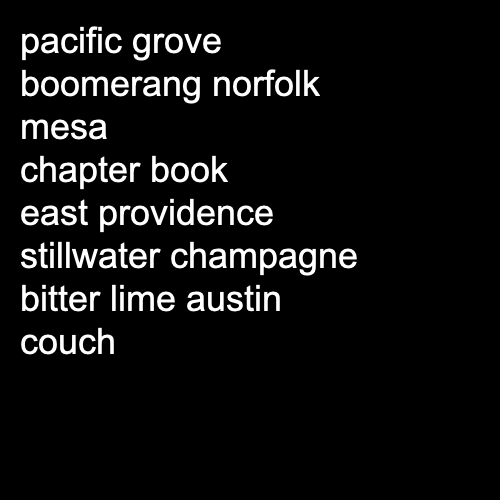 pacific grove
boomerang norfolk
mesa
chapter book
east providence
stillwater champagne
bitter lime austin
couch